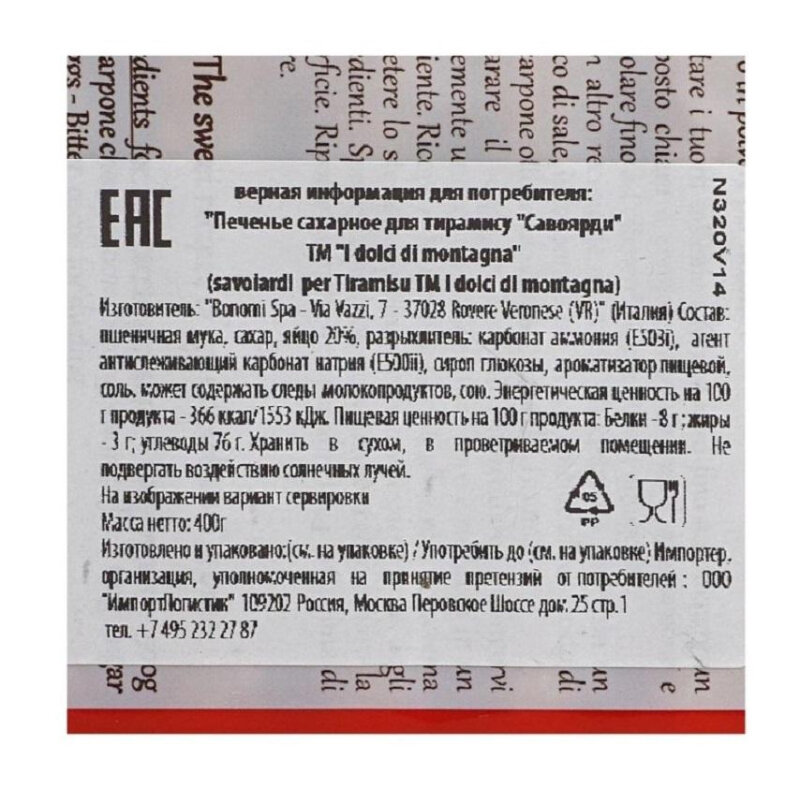 The swe
N320V14
EAC
верная информация для потребителя:
"Печенье сахарное для тирамису "Савоярди"
ТМ "I dolci di montagna"
(savoiardi per Tiramisu TM I dolci di montagna)
Изготовитель: "Bonomi Spa - Via Vazzi, 7 - 37028 Rovere Veronese (VR)" (Италия) Состав:
пшеничная мука, сахар, яйцо 20%, разрыхлитель: карбонат аммония (E503i), агент
антислеживающий карбонат натрия (E500ii), сироп глюкозы, ароматизатор пищевой,
соль. может содержать следы молокопродуктов, сою. Энергетическая ценность на 100
г продукта - 366 ккал/1553 кДж. Пищевая ценность на 100 г продукта: Белки - 8 г; жиры
- 3 г; углеводы 76 г. Хранить в сухом, в проветриваемом помещении. Не
подвергать воздействию солнечных лучей.
На изображении вариант сервировки
Масса нетто: 400г
05
PP
Изготовлено и упаковано:(см. на упаковке) / Употребить до (см. на упаковке) Импортер,
организация, уполномоченная на принятие претензий от потребителей : ООО
"ИмпортЛогистик" 109202 Россия, Москва Перовское Шоссе док. 25 стр.1
тел. +7 495 232 27 87